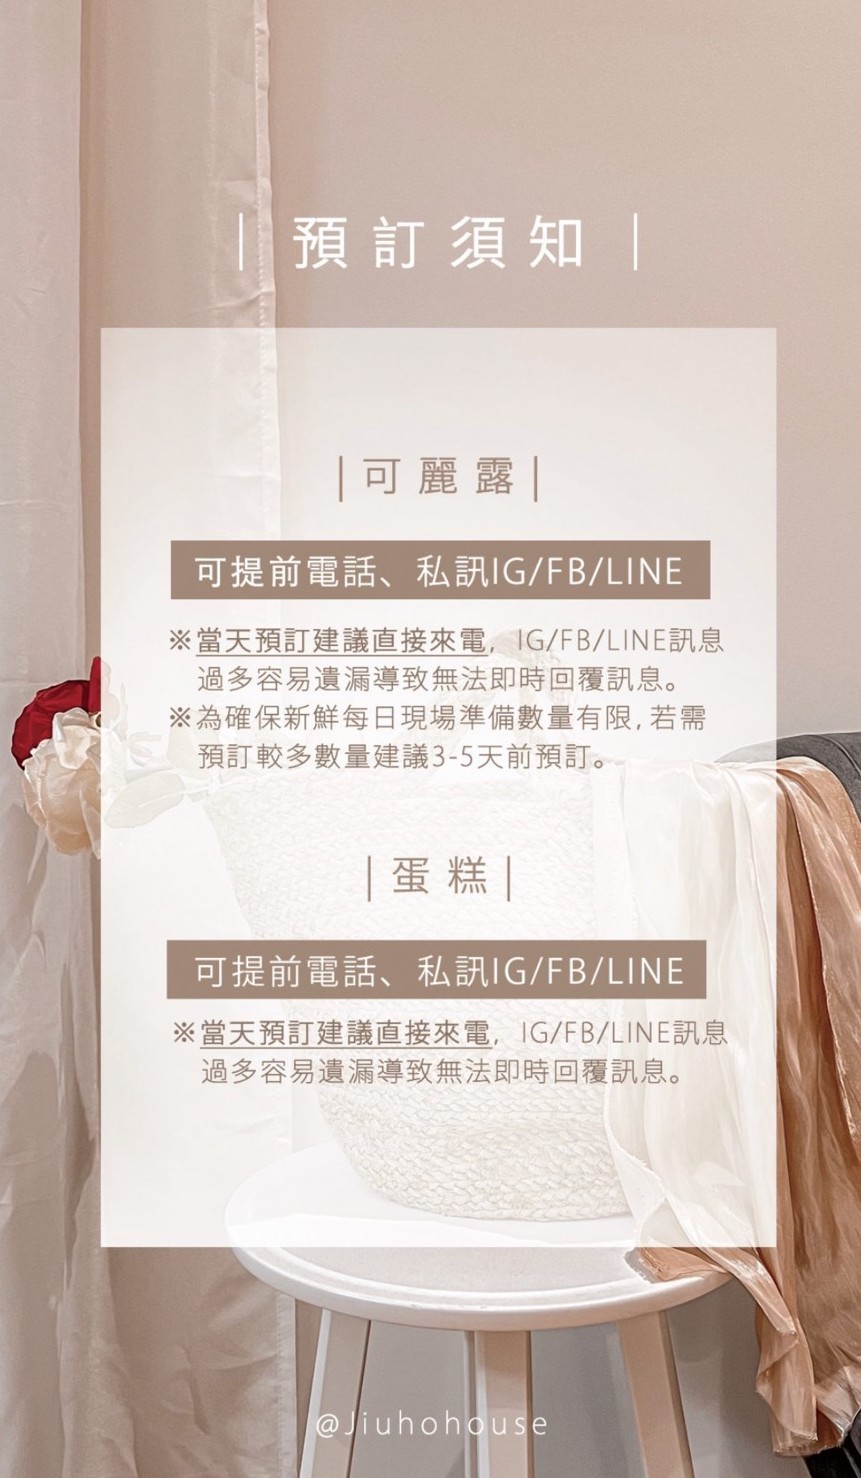 ｜預訂須知｜
｜可麗露｜
可提前電話、私訊IG/FB/LINE
※當天預訂建議直接來電，IG/FB/LINE訊息
過多容易遺漏導致無法即時回覆訊息。
※為確保新鮮每日現場準備數量有限,若需
預訂較多數量建議3-5天前預訂。
｜蛋糕｜
可提前電話、私訊IG/FB/LINE
※當天預訂建議直接來電，IG/FB/LINE訊息
過多容易遺漏導致無法即時回覆訊息。
@Jiuhohouse